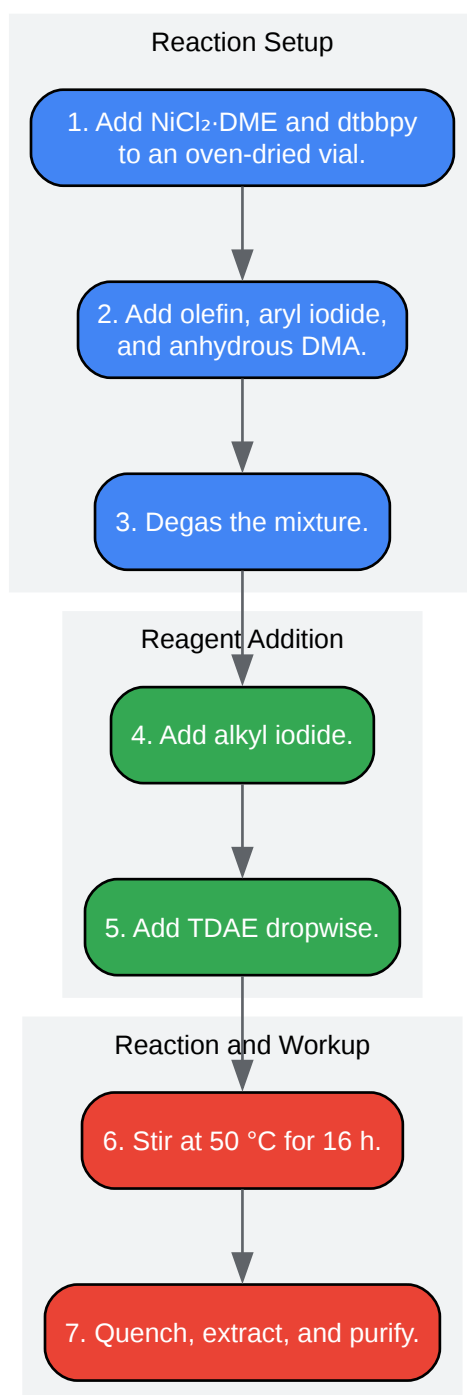 Reaction Setup
1. Add NiCl₂·DME and dtbbpy
to an oven-dried vial.
2. Add olefin, aryl iodide,
and anhydrous DMA.
3. Degas the mixture.
Reagent Addition
4. Add alkyl iodide.
5. Add TDAE dropwise.
Reaction and Workup
6. Stir at 50 °C for 16 h.
7. Quench, extract, and purify.